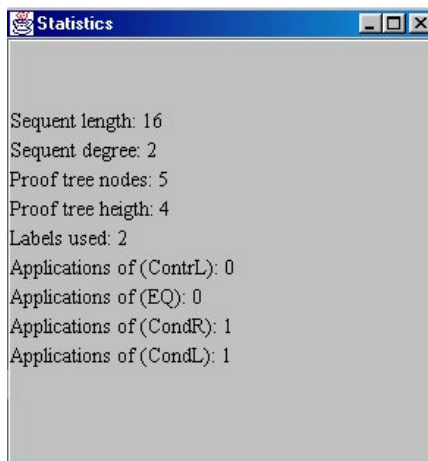 Statistics
Sequent length: 16
Sequent degree: 2
Proof tree nodes: 5
Proof tree heigth: 4
Labels used: 2
Applications of (ContrL): 0
Applications of (EQ): 0
Applications of (CondR): 1
Applications of (CondL): 1